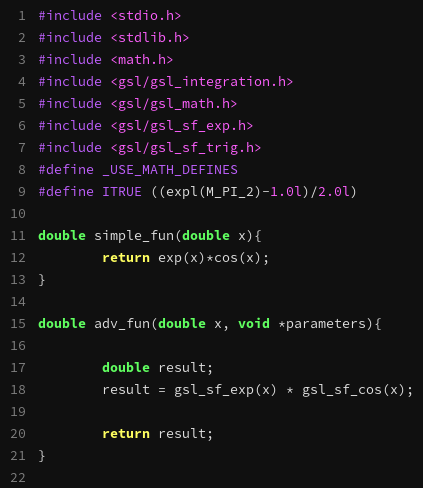 1 #include <stdio.h>
2 #include <stdlib.h>
3 #include <math.h>
4 #include <gsl/gsl_integration.h>
5 #include <gsl/gsl_math.h>
6 #include <gsl/gsl_sf_exp.h>
7 #include <gsl/gsl_sf_trig.h>
8 #define _USE_MATH_DEFINES
9 #define ITRUE ((expl(M_PI_2)-1.0l)/2.0l)
10
11 double simple_fun(double x){
12         return exp(x)*cos(x);
13 }
14
15 double adv_fun(double x, void *parameters){
16
17         double result;
18         result = gsl_sf_exp(x) * gsl_sf_cos(x);
19
20         return result;
21 }
22